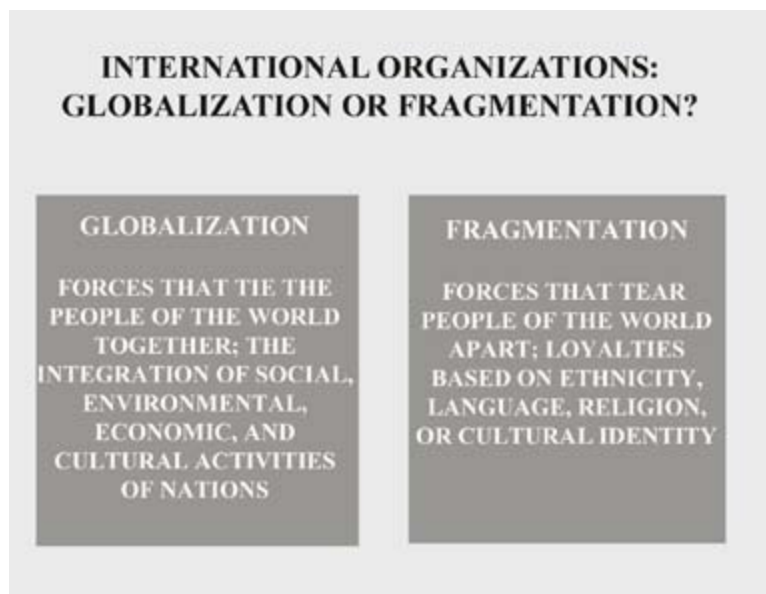 INTERNATIONAL ORGANIZATIONS:
GLOBALIZATION OR FRAGMENTATION?
GLOBALIZATION
FORCES THAT TIE THE
PEOPLE OF THE WORLD
TOGETHER; THE
INTEGRATION OF SOCIAL,
ENVIRONMENTAL,
ECONOMIC, AND
CULTURAL ACTIVITIES
OF NATIONS
FRAGMENTATION
FORCES THAT TEAR
PEOPLE OF THE WORLD
APART; LOYALTIES
BASED ON ETHNICITY,
LANGUAGE, RELIGION,
OR CULTURAL IDENTITY